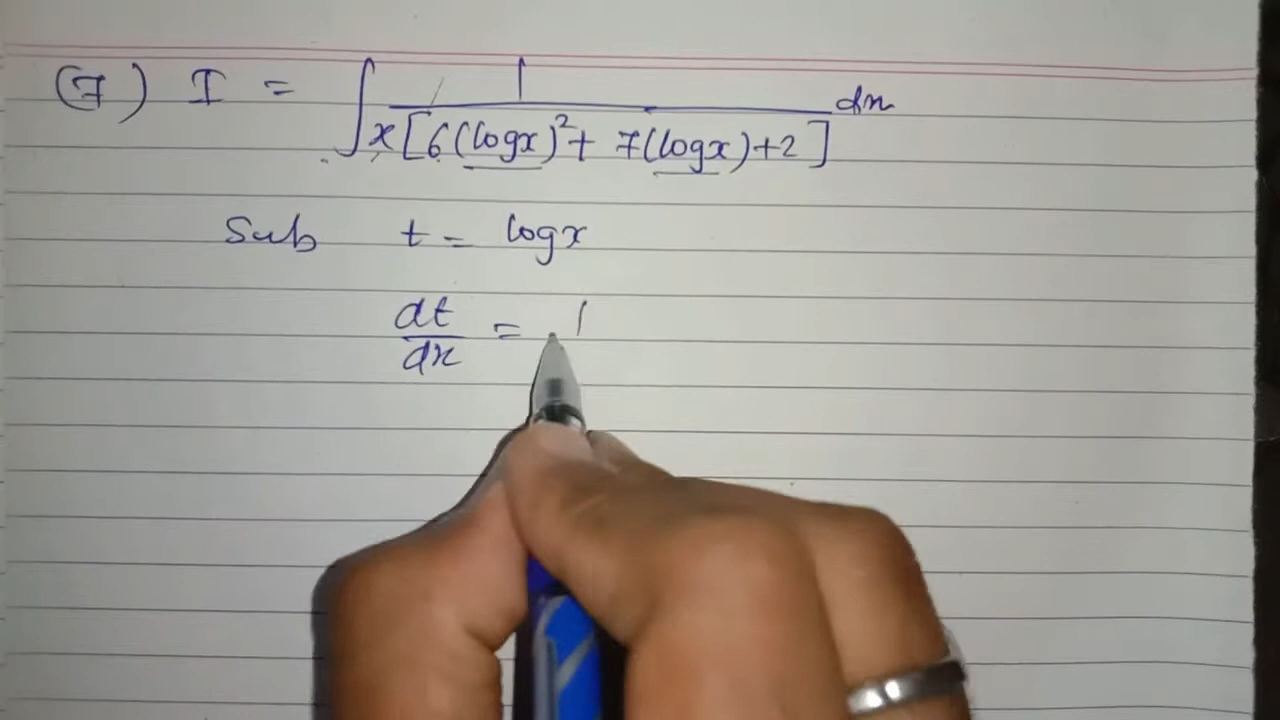 (7) I = ∫ 1 / x[6(logx)² + 7(logx)+2] dx
Sub t = logx
dt/dx = 1